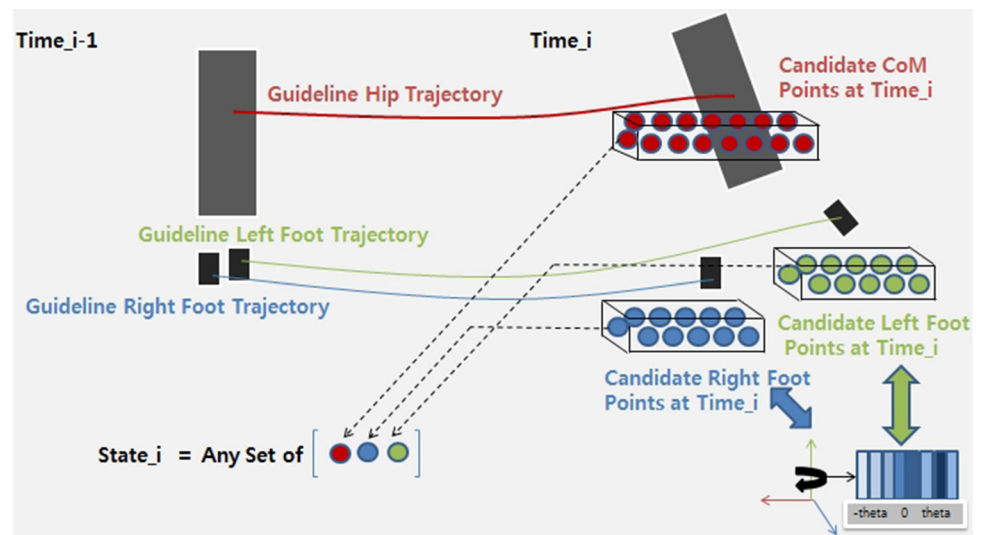 Time_i-1
Time_i
Candidate CoM
Points at Time_i
Guideline Hip Trajectory
Guideline Left Foot Trajectory
Guideline Right Foot Trajectory
Candidate Left Foot
Points at Time_i
Candidate Right Foot
Points at Time_i
State_i = Any Set of
-theta 0 theta